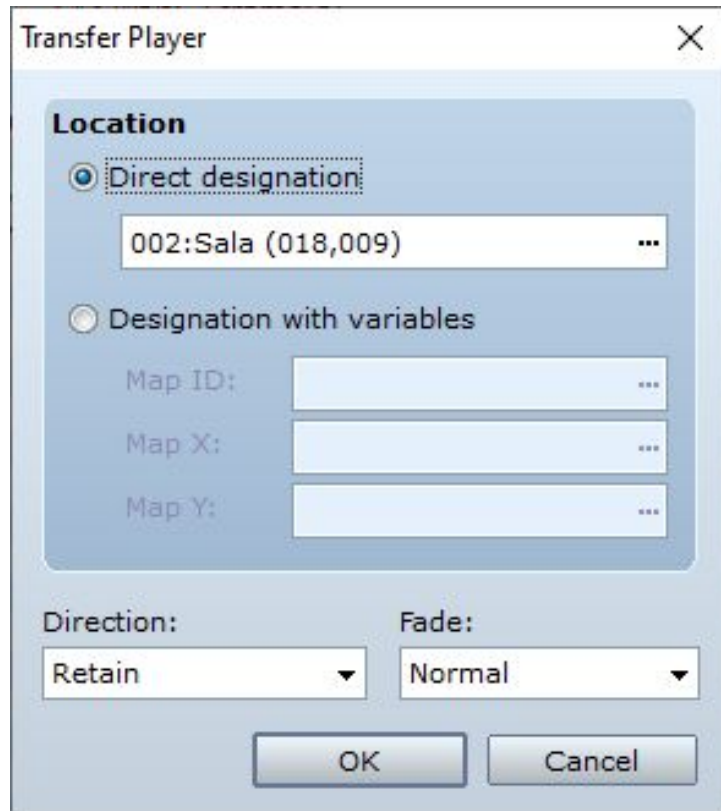 Transfer Player
Location
Direct designation
002:Sala (018,009) ...
Designation with variables
Map ID: ...
Map X: ...
Map Y: ...
Direction: Fade:
Retain Normal
OK Cancel